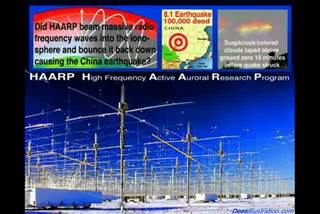 Did HAARP beam massive radio
frequency waves into the iono-
sphere and bounce it back down
causing the China earthquake?
8.1 Earthquake
100,000 dead
CHINA
Suspicious colored
clouds taped above
ground zero 10 minutes
before quake struck
HAARP High Frequency Active Auroral Research Program
Deesillustration.com